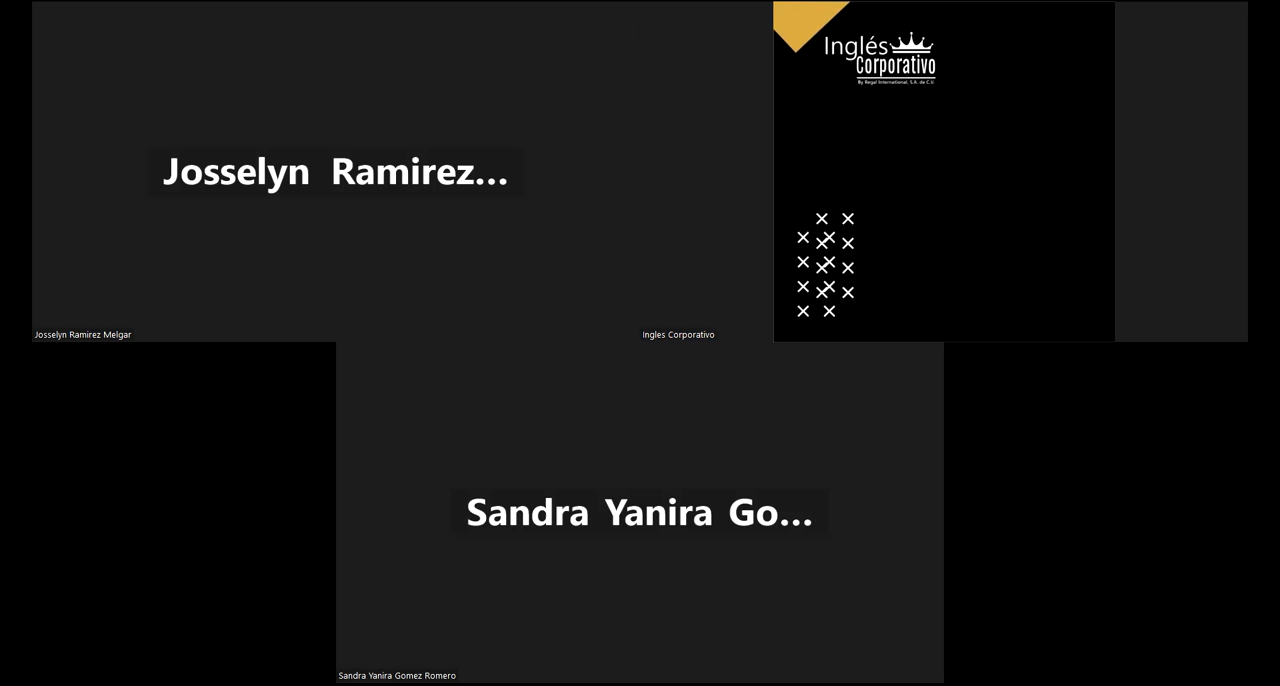 Josselyn Ramirez...
Josselyn Ramirez Melgar
Inglés
Corporativo
By Regal International, S.A. de C.V.
Ingles Corporativo
Sandra Yanira Go...
Sandra Yanira Gomez Romero